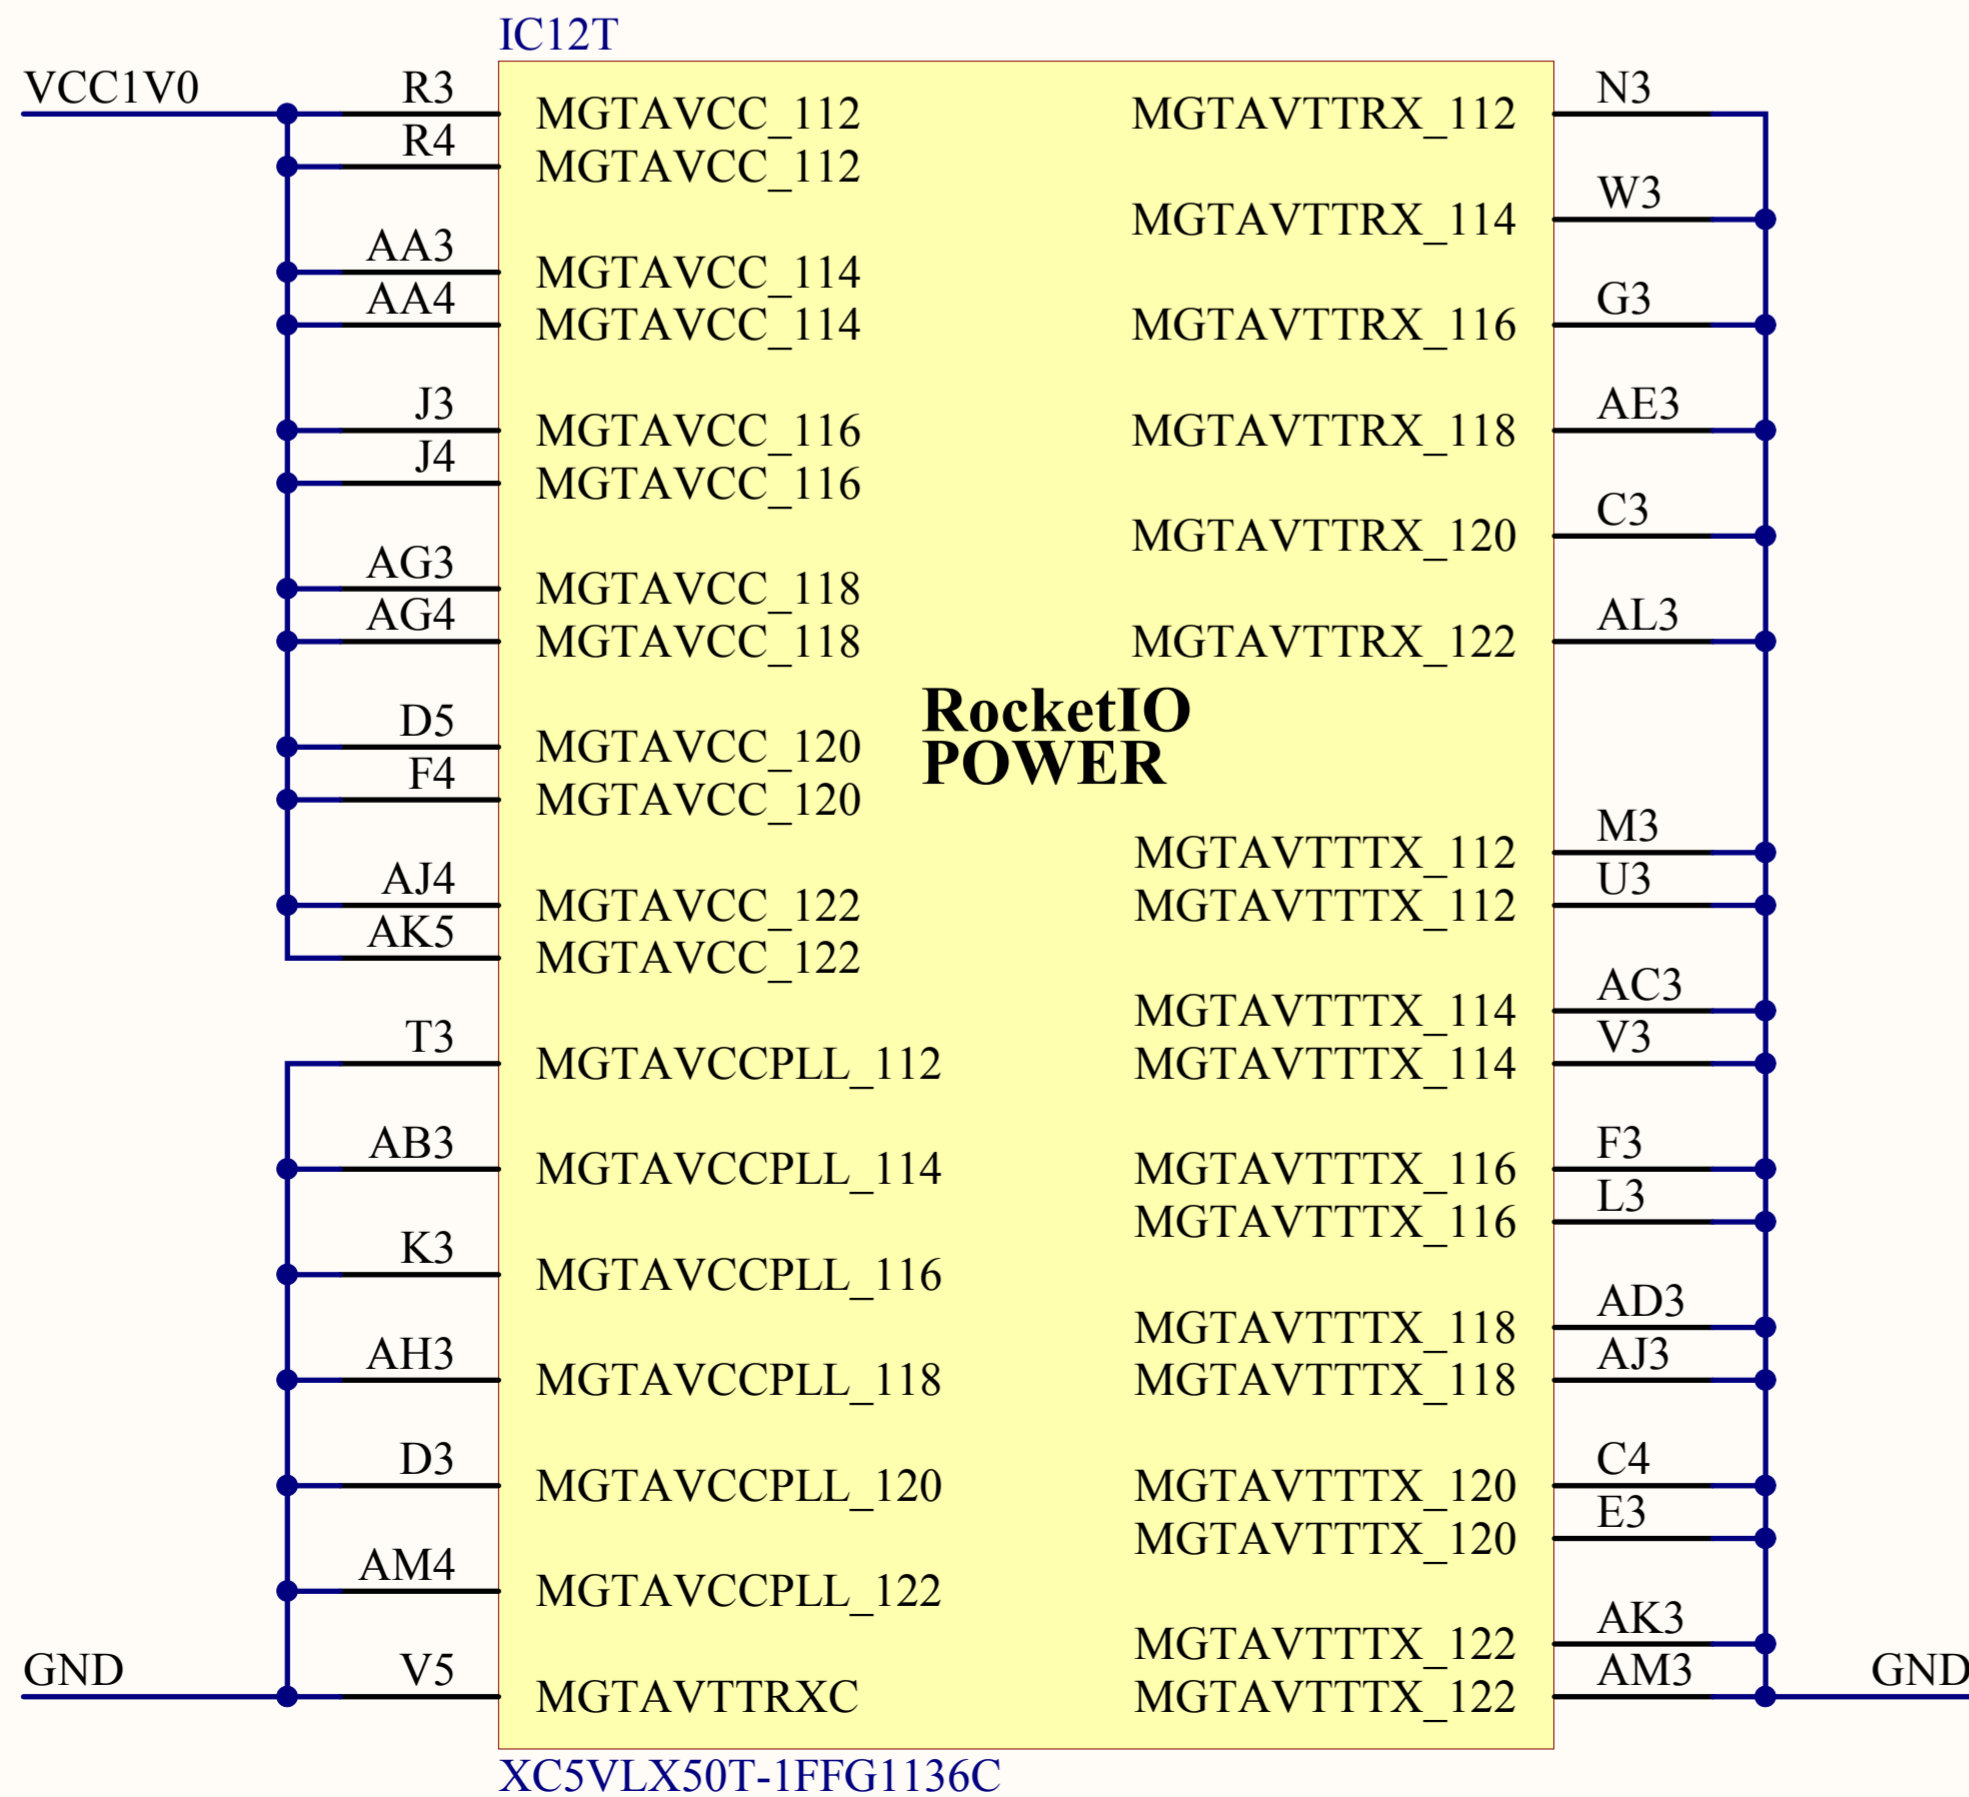 IC12T
VCC1V0
R3 MGTAVCC_112
R4 MGTAVCC_112
AA3 MGTAVCC_114
AA4 MGTAVCC_114
J3 MGTAVCC_116
J4 MGTAVCC_116
AG3 MGTAVCC_118
AG4 MGTAVCC_118
D5 MGTAVCC_120
F4 MGTAVCC_120
AJ4 MGTAVCC_122
AK5 MGTAVCC_122
T3 MGTAVCCPLL_112
AB3 MGTAVCCPLL_114
K3 MGTAVCCPLL_116
AH3 MGTAVCCPLL_118
D3 MGTAVCCPLL_120
AM4 MGTAVCCPLL_122
GND V5 MGTAVTTRXC
RocketIO
POWER
MGTAVTTRX_112 N3
MGTAVTTRX_114 W3
MGTAVTTRX_116 G3
MGTAVTTRX_118 AE3
MGTAVTTRX_120 C3
MGTAVTTRX_122 AL3
MGTAVTTTX_112 M3
MGTAVTTTX_112 U3
MGTAVTTTX_114 AC3
MGTAVTTTX_114 V3
MGTAVTTTX_116 F3
MGTAVTTTX_116 L3
MGTAVTTTX_118 AD3
MGTAVTTTX_118 AJ3
MGTAVTTTX_120 C4
MGTAVTTTX_120 E3
MGTAVTTTX_122 AK3
MGTAVTTTX_122 AM3 GND
XC5VLX50T-1FFG1136C